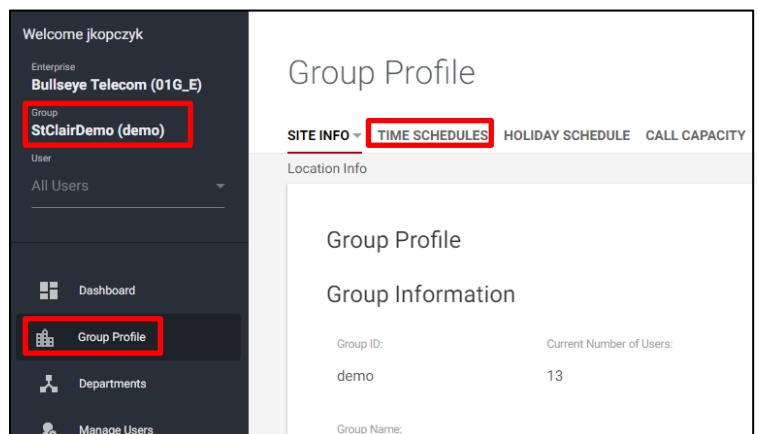 Welcome jkopczyk
Enterprise
Bullseye Telecom (01G_E)
Group
StClairDemo (demo)
User
All Users
Dashboard
Group Profile
Departments
Manage Users
Group Profile
SITE INFO TIME SCHEDULES HOLIDAY SCHEDULE CALL CAPACITY
Location Info
Group Profile
Group Information
Group ID: Current Number of Users:
demo 13
Group Name: